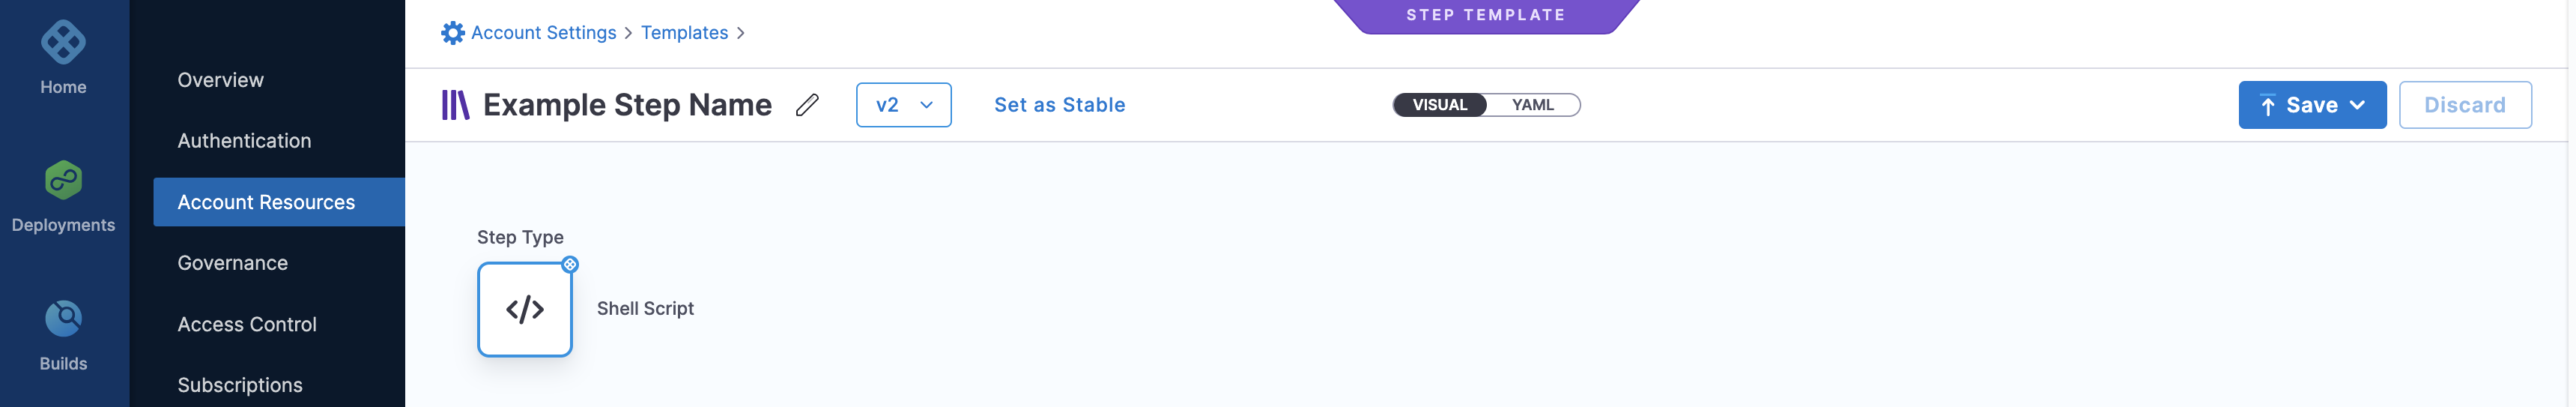 Home
Deployments
Builds
Overview
Authentication
Account Resources
Governance
Access Control
Subscriptions
Account Settings > Templates >
STEP TEMPLATE
Example Step Name v2 Set as Stable VISUAL YAML Save Discard
Step Type
</> Shell Script